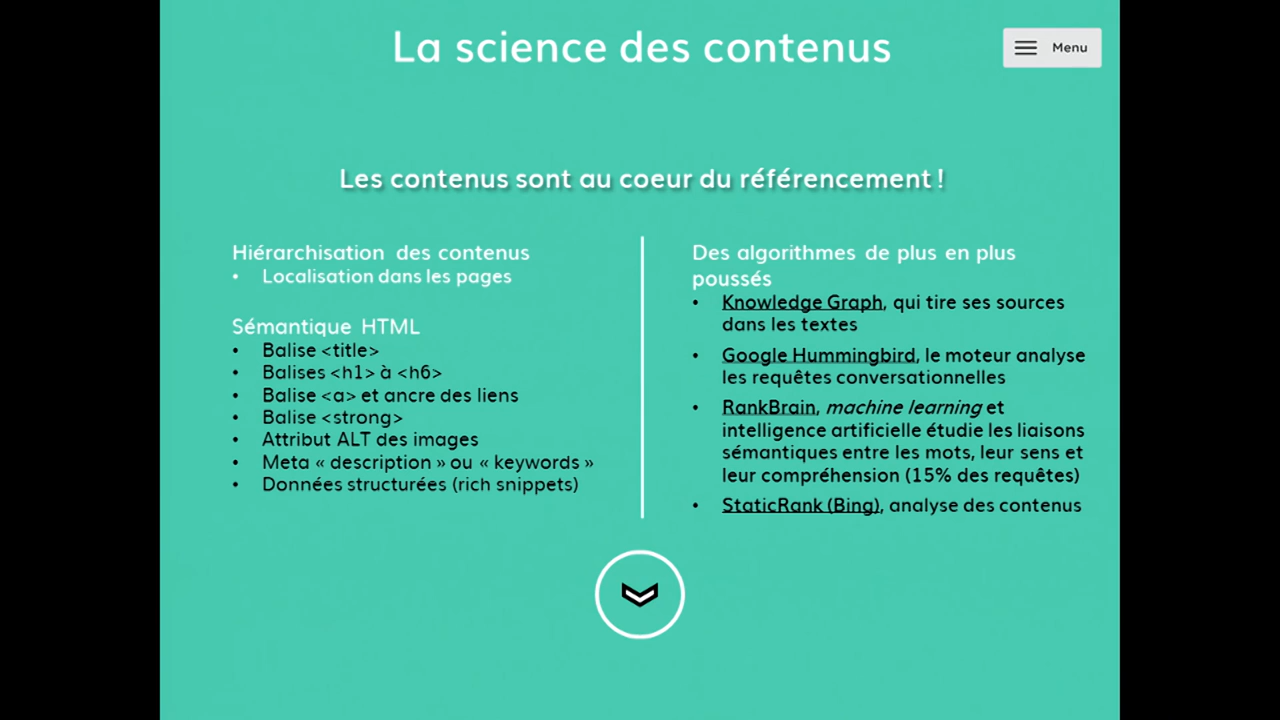 La science des contenus
Menu
Les contenus sont au coeur du référencement !
Hiérarchisation des contenus
• Localisation dans les pages
Sémantique HTML
• Balise <title>
• Balises <h1> à <h6>
• Balise <a> et ancre des liens
• Balise <strong>
• Attribut ALT des images
• Meta « description » ou « keywords »
• Données structurées (rich snippets)
Des algorithmes de plus en plus
poussés
• Knowledge Graph, qui tire ses sources
dans les textes
• Google Hummingbird, le moteur analyse
les requêtes conversationnelles
• RankBrain, machine learning et
intelligence artificielle étudie les liaisons
sémantiques entre les mots, leur sens et
leur compréhension (15% des requêtes)
• StaticRank (Bing), analyse des contenus